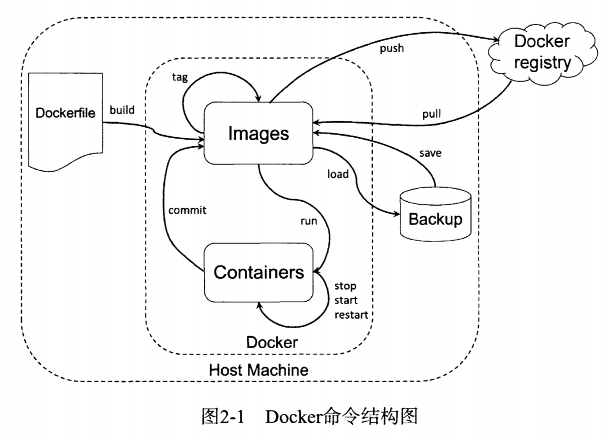 push
Docker
registry
tag
Dockerfile
build
Images
pull
save
load
Backup
commit
run
Containers
stop
start
restart
Docker
Host Machine
图2-1 Docker命令结构图